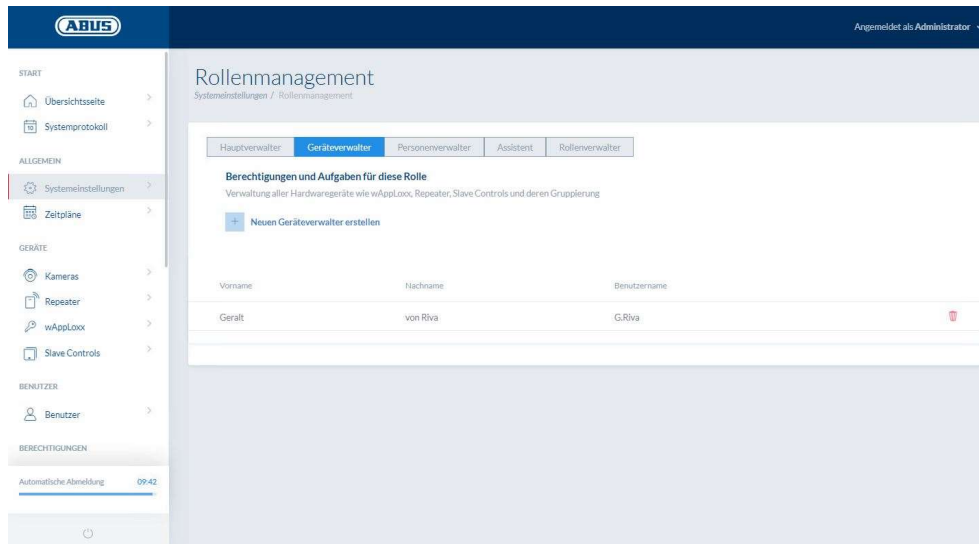 ABUS
Angemeldet als Administrator
START
Übersichtsseite
10
Systemprotokoll
ALLGEMEIN
Systemeinstellungen
Zeitpläne
GERÄTE
Kameras
Repeater
wAppLoxx
Slave Controls
BENUTZER
Benutzer
BERECHTIGUNGEN
Automatische Abmeldung 09:42
Rollenmanagement
Systemeinstellungen / Rollenmanagement
Hauptverwalter Geräteverwalter Personenverwalter Assistent Rollenverwalter
Berechtigungen und Aufgaben für diese Rolle
Verwaltung aller Hardwaregeräte wie wAppLoxx, Repeater, Slave Controls und deren Gruppierung
+ Neuen Geräteverwalter erstellen
Vorname Nachname Benutzername
Geralt von Riva G.Riva